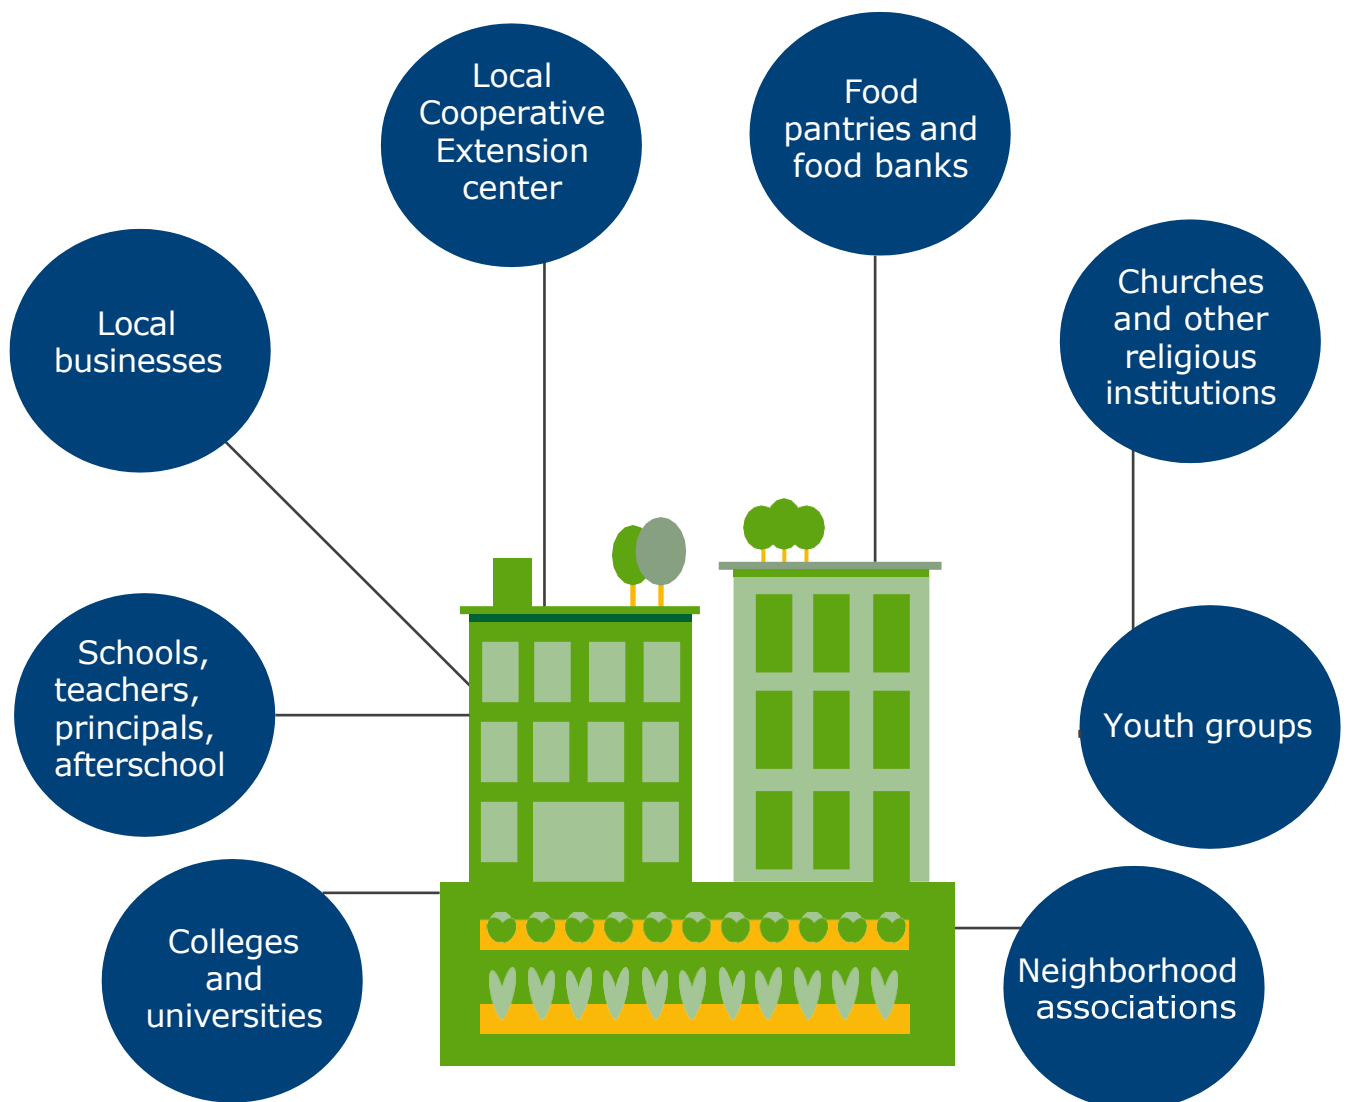 Local
Cooperative
Extension
center
Food
pantries and
food banks
Churches
and other
religious
institutions
Local
businesses
Schools,
teachers,
principals,
afterschool
Youth groups
Colleges
and
universities
Neighborhood
associations